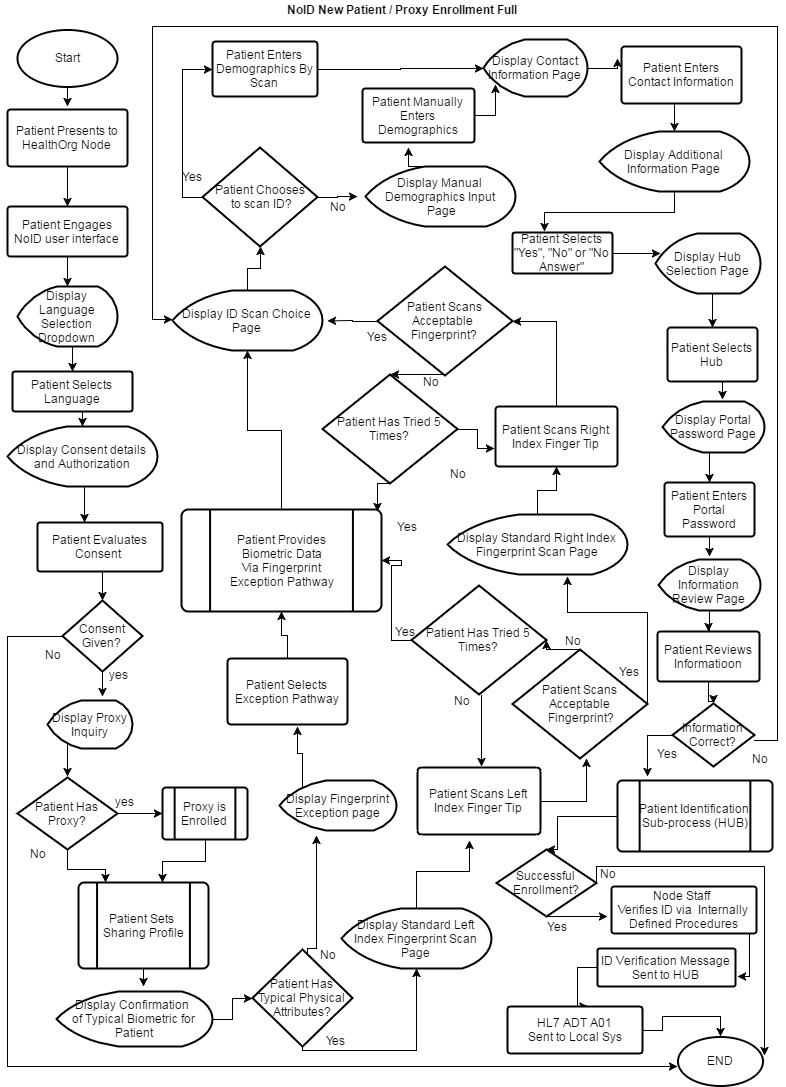 NoID New Patient / Proxy Enrollment Full
Start
Patient Presents to
HealthOrg Node
Patient Engages
NoID user interface
Display
Language
Selection
Dropdown
Patient Selects
Language
Display Consent details
and Authorization
Patient Evaluates
Consent
Consent
Given?
No
yes
Display Proxy
Inquiry
Patient Has
Proxy?
yes
No
Proxy is
Enrolled
Patient Sets
Sharing Profile
Display Confirmation
of Typical Biometric for
Patient
Patient Has
Typical Physical
Attributes?
No
Yes
Display Fingerprint
Exception page
Patient Selects
Exception Pathway
Patient Provides
Biometric Data
Via Fingerprint
Exception Pathway
Display Standard Left
Index Fingerprint Scan
Page
Patient Scans Left
Index Finger Tip
Patient Scans
Acceptable
Fingerprint?
No
Yes
Patient Has Tried 5
Times?
Yes
No
Display Standard Right Index
Fingerprint Scan Page
Patient Scans Right
Index Finger Tip
Patient Scans
Acceptable
Fingerprint?
Yes
No
Patient Has Tried 5
Times?
No
Yes
Display ID Scan Choice
Page
Patient Chooses
to scan ID?
Yes
No
Patient Enters
Demographics By
Scan
Display Manual
Demographics Input
Page
Patient Manually
Enters
Demographics
Display Contact
Information Page
Patient Enters
Contact Information
Display Additional
Information Page
Patient Selects
"Yes", "No" or "No
Answer"
Display Hub
Selection Page
Patient Selects
Hub
Display Portal
Password Page
Patient Enters
Portal
Password
Display
Information
Review Page
Patient Reviews
Informatioon
Information
Correct?
Yes
No
Patient Identification
Sub-process (HUB)
Successful
Enrollment?
No
Yes
Node Staff
Verifies ID via Internally
Defined Procedures
ID Verification Message
Sent to HUB
HL7 ADT A01
Sent to Local Sys
END